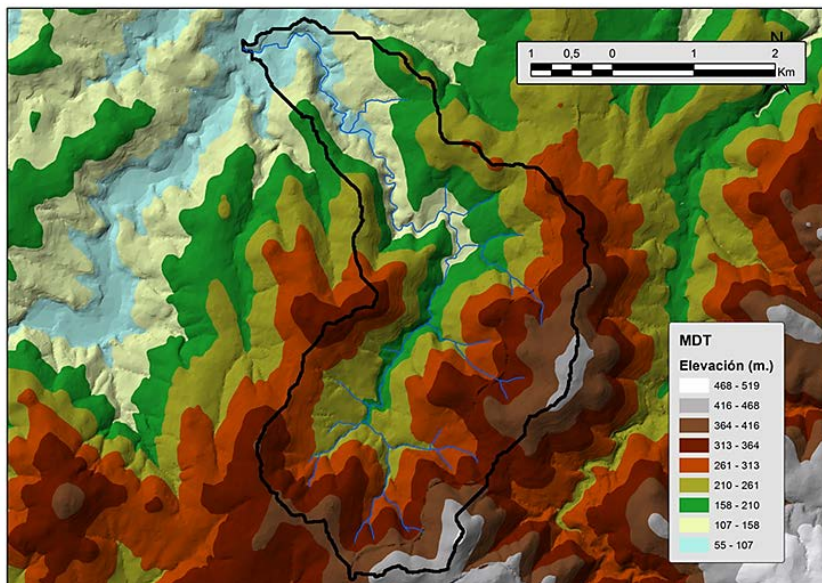 N
1 0,5 0 1 2
Km
MDT
Elevación (m.)
468 - 519
416 - 468
364 - 416
313 - 364
261 - 313
210 - 261
158 - 210
107 - 158
55 - 107